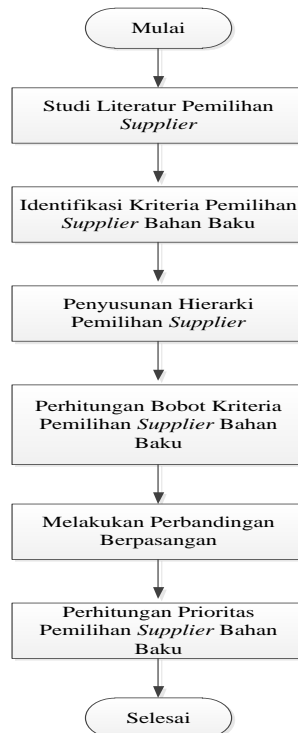 Mulai
Studi Literatur Pemilihan
Supplier
Identifikasi Kriteria Pemilihan
Supplier Bahan Baku
Penyusunan Hierarki
Pemilihan Supplier
Perhitungan Bobot Kriteria
Pemilihan Supplier Bahan
Baku
Melakukan Perbandingan
Berpasangan
Perhitungan Prioritas
Pemilihan Supplier Bahan
Baku
Selesai